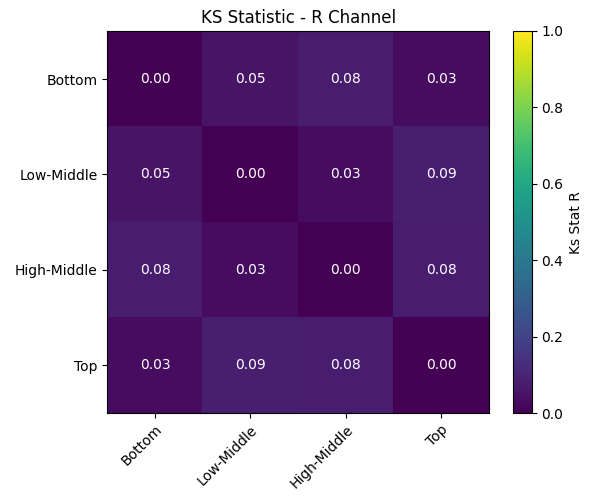 KS Statistic - R Channel
Bottom 0.00 0.05 0.08 0.03
Low-Middle 0.05 0.00 0.03 0.09
High-Middle 0.08 0.03 0.00 0.08
Top 0.03 0.09 0.08 0.00
Bottom Low-Middle High-Middle Top
1.0
0.8
0.6
0.4
0.2
0.0
Ks Stat R